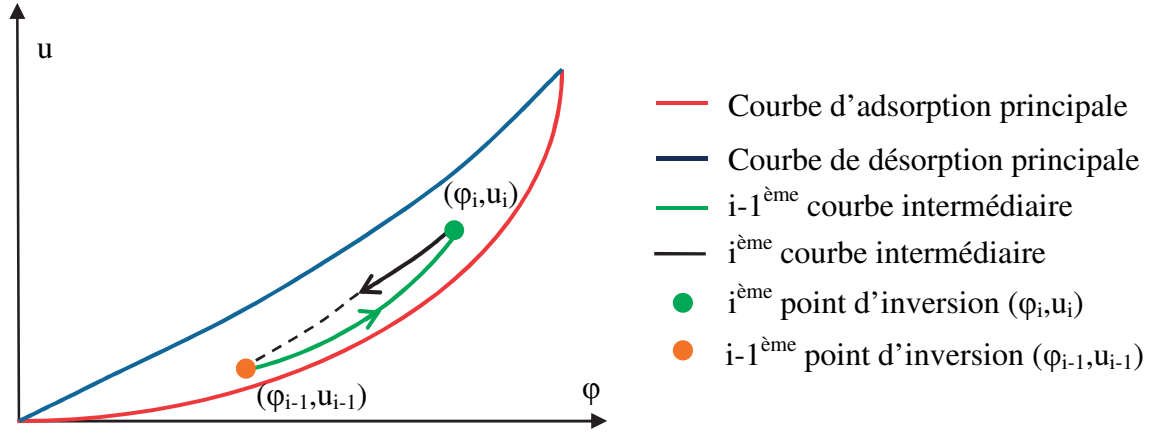 u
(φi,ui)
(φi-1,ui-1)
φ
Courbe d'adsorption principale
Courbe de désorption principale
i-1ème courbe intermédiaire
ième courbe intermédiaire
ième point d'inversion (φi,ui)
i-1ème point d'inversion (φi-1,ui-1)